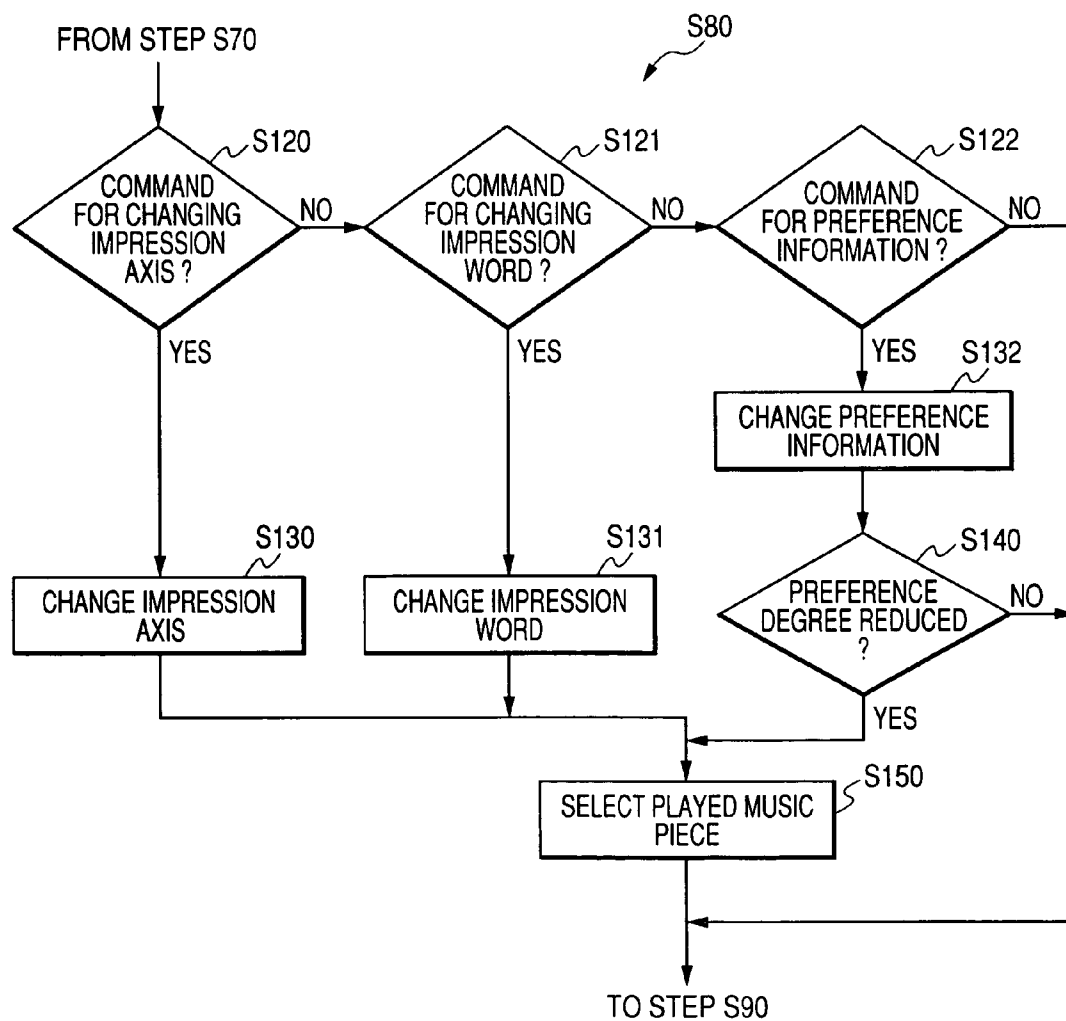 FROM STEP S70
S80
S120
COMMAND
FOR CHANGING
IMPRESSION
AXIS ?
NO
YES
S121
COMMAND
FOR CHANGING
IMPRESSION
WORD ?
NO
YES
S122
COMMAND
FOR PREFERENCE
INFORMATION ?
NO
YES
S132
CHANGE PREFERENCE
INFORMATION
S130
CHANGE IMPRESSION
AXIS
S131
CHANGE IMPRESSION
WORD
S140
PREFERENCE
DEGREE REDUCED
?
NO
YES
S150
SELECT PLAYED MUSIC
PIECE
TO STEP S90